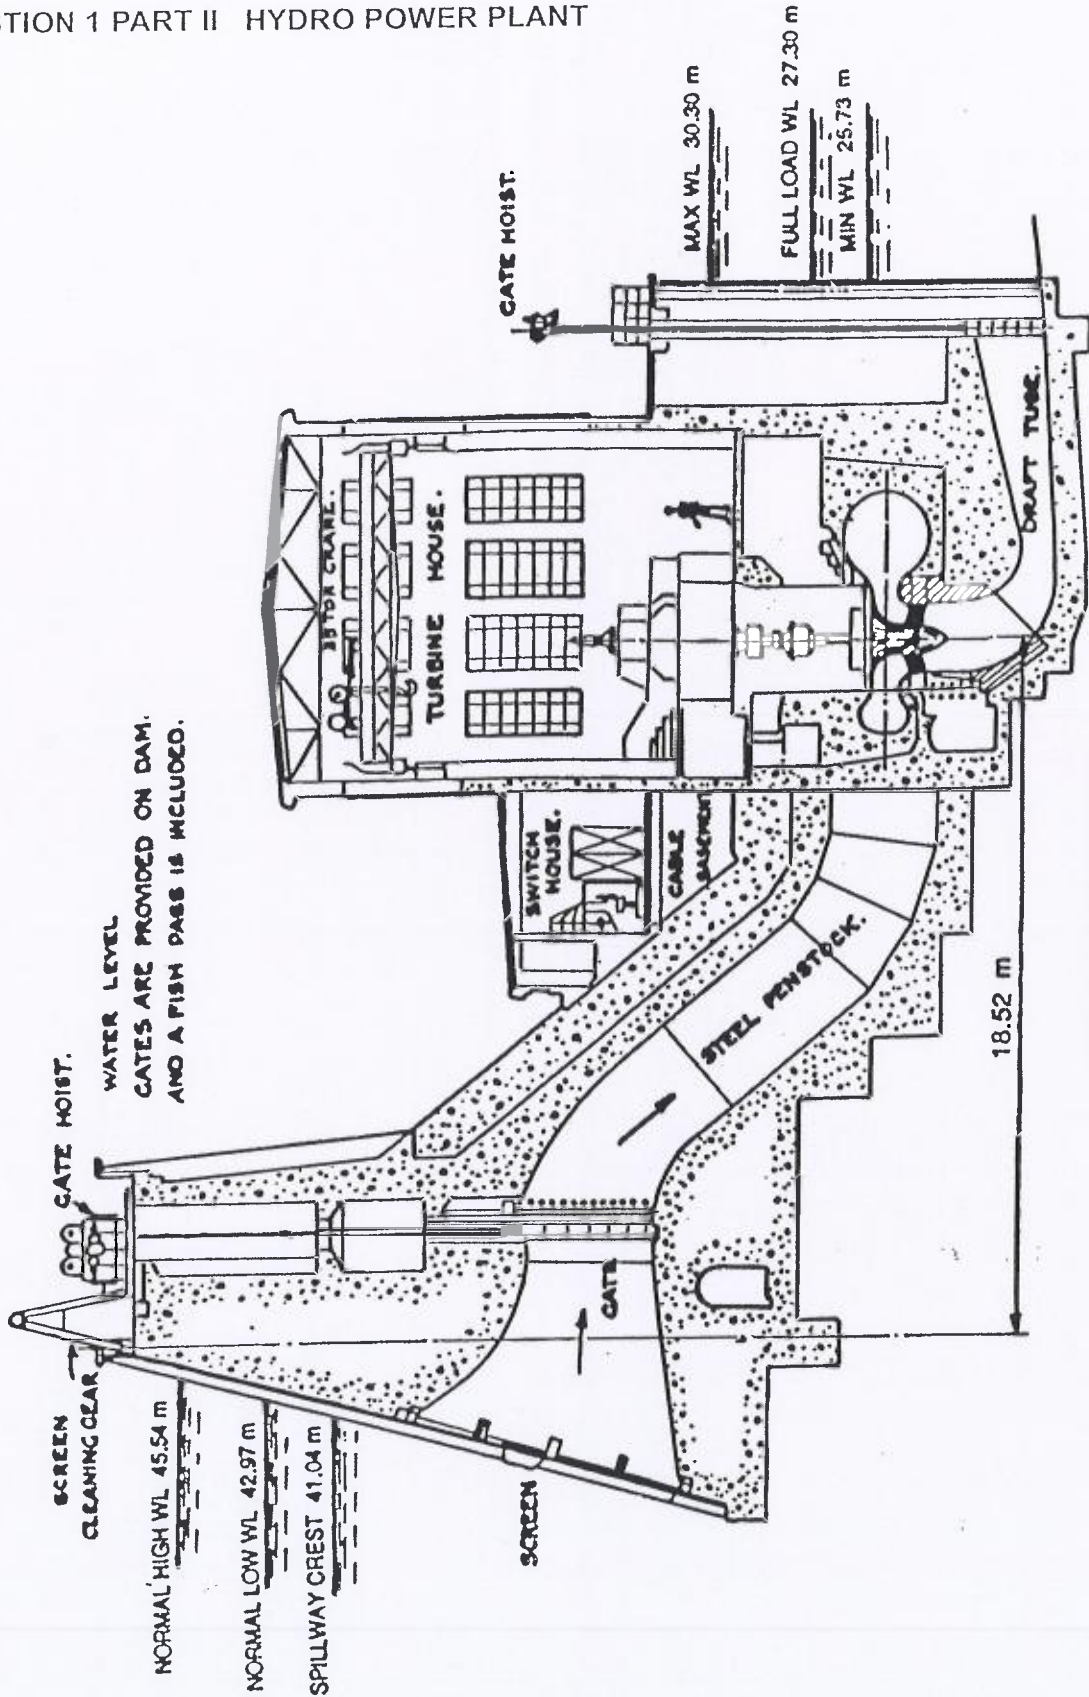 STION 1 PART II HYDRO POWER PLANT
SCREEN
CLEANING GEAR
GATE HOIST.
WATER LEVEL
GATES ARE PROVIDED ON DAM.
AND A FISH PASS IS INCLUDED.
NORMAL HIGH WL 45.54 m
NORMAL LOW WL 42.97 m
SPILLWAY CREST 41.04 m
SCREEN
GATE
STEEL PENSTOCK.
SWITCH
HOUSE.
CABLE
BASEMENT
35 TON CRANE.
TURBINE HOUSE.
GATE HOIST.
MAX WL 30.30 m
FULL LOAD WL 27.30 m
MIN WL 25.73 m
DRAFT TUBE.
18.52 m